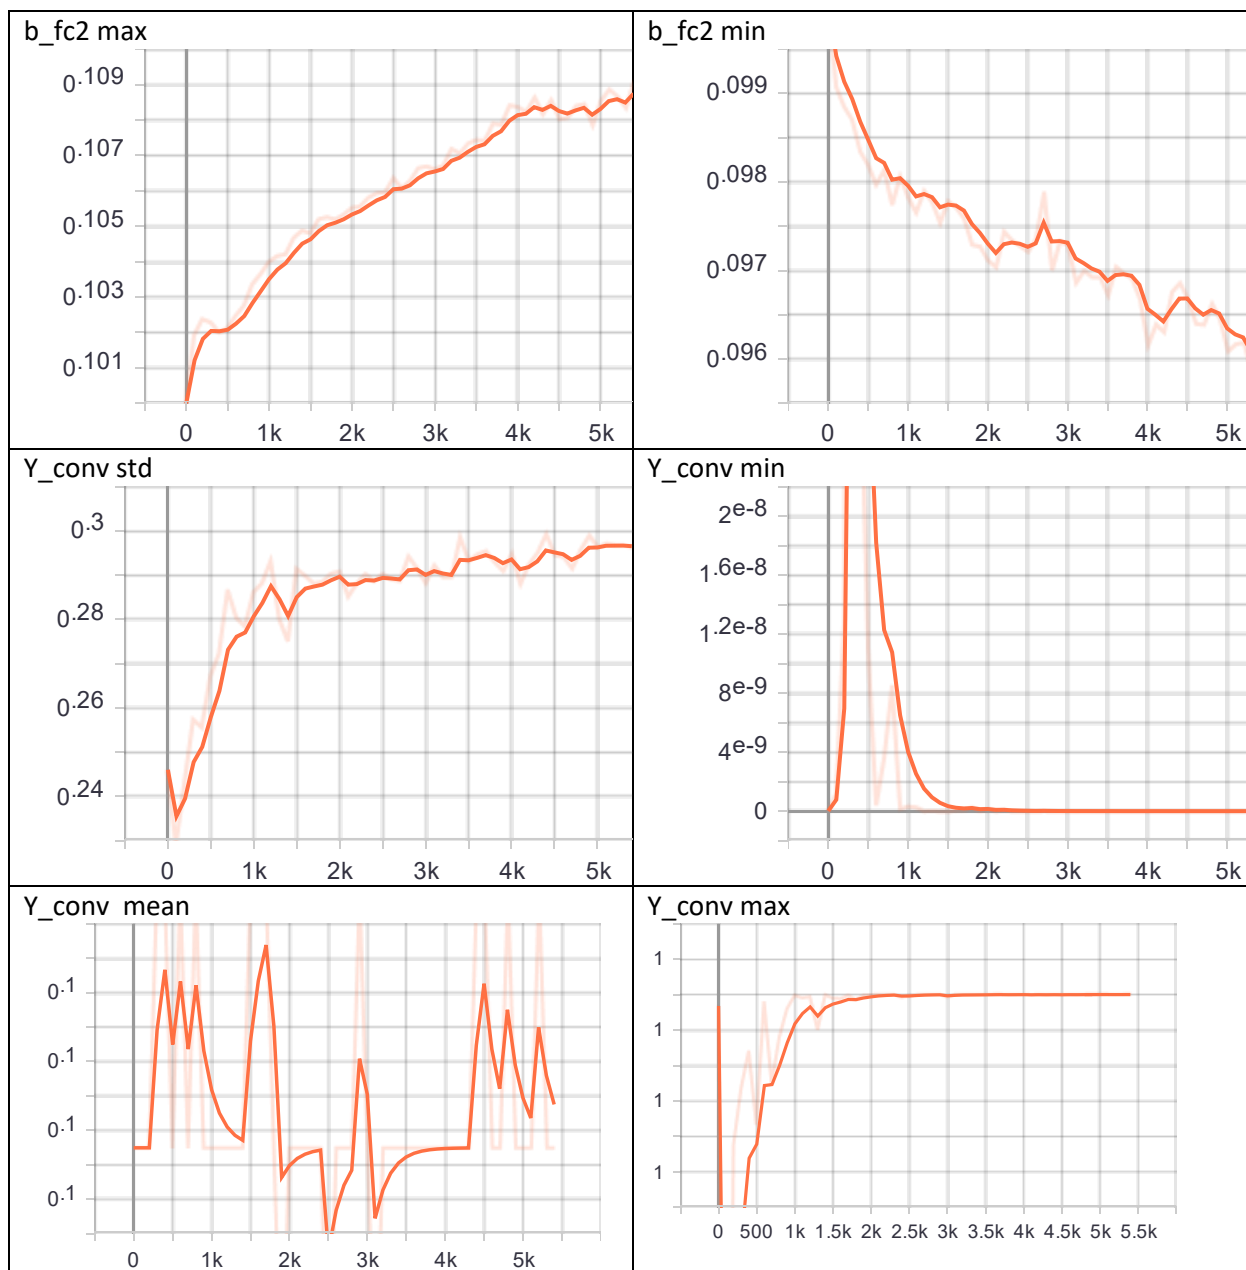 b_fc2 max
0.109
0.107
0.105
0.103
0.101
0 1k 2k 3k 4k 5k
b_fc2 min
0.099
0.098
0.097
0.096
0 1k 2k 3k 4k 5k
Y_conv std
0.3
0.28
0.26
0.24
0 1k 2k 3k 4k 5k
Y_conv min
2e-8
1.6e-8
1.2e-8
8e-9
4e-9
0
0 1k 2k 3k 4k 5k
Y_conv mean
0.1
0.1
0.1
0.1
0 1k 2k 3k 4k 5k
Y_conv max
1
1
1
1
0 500 1k 1.5k 2k 2.5k 3k 3.5k 4k 4.5k 5k 5.5k